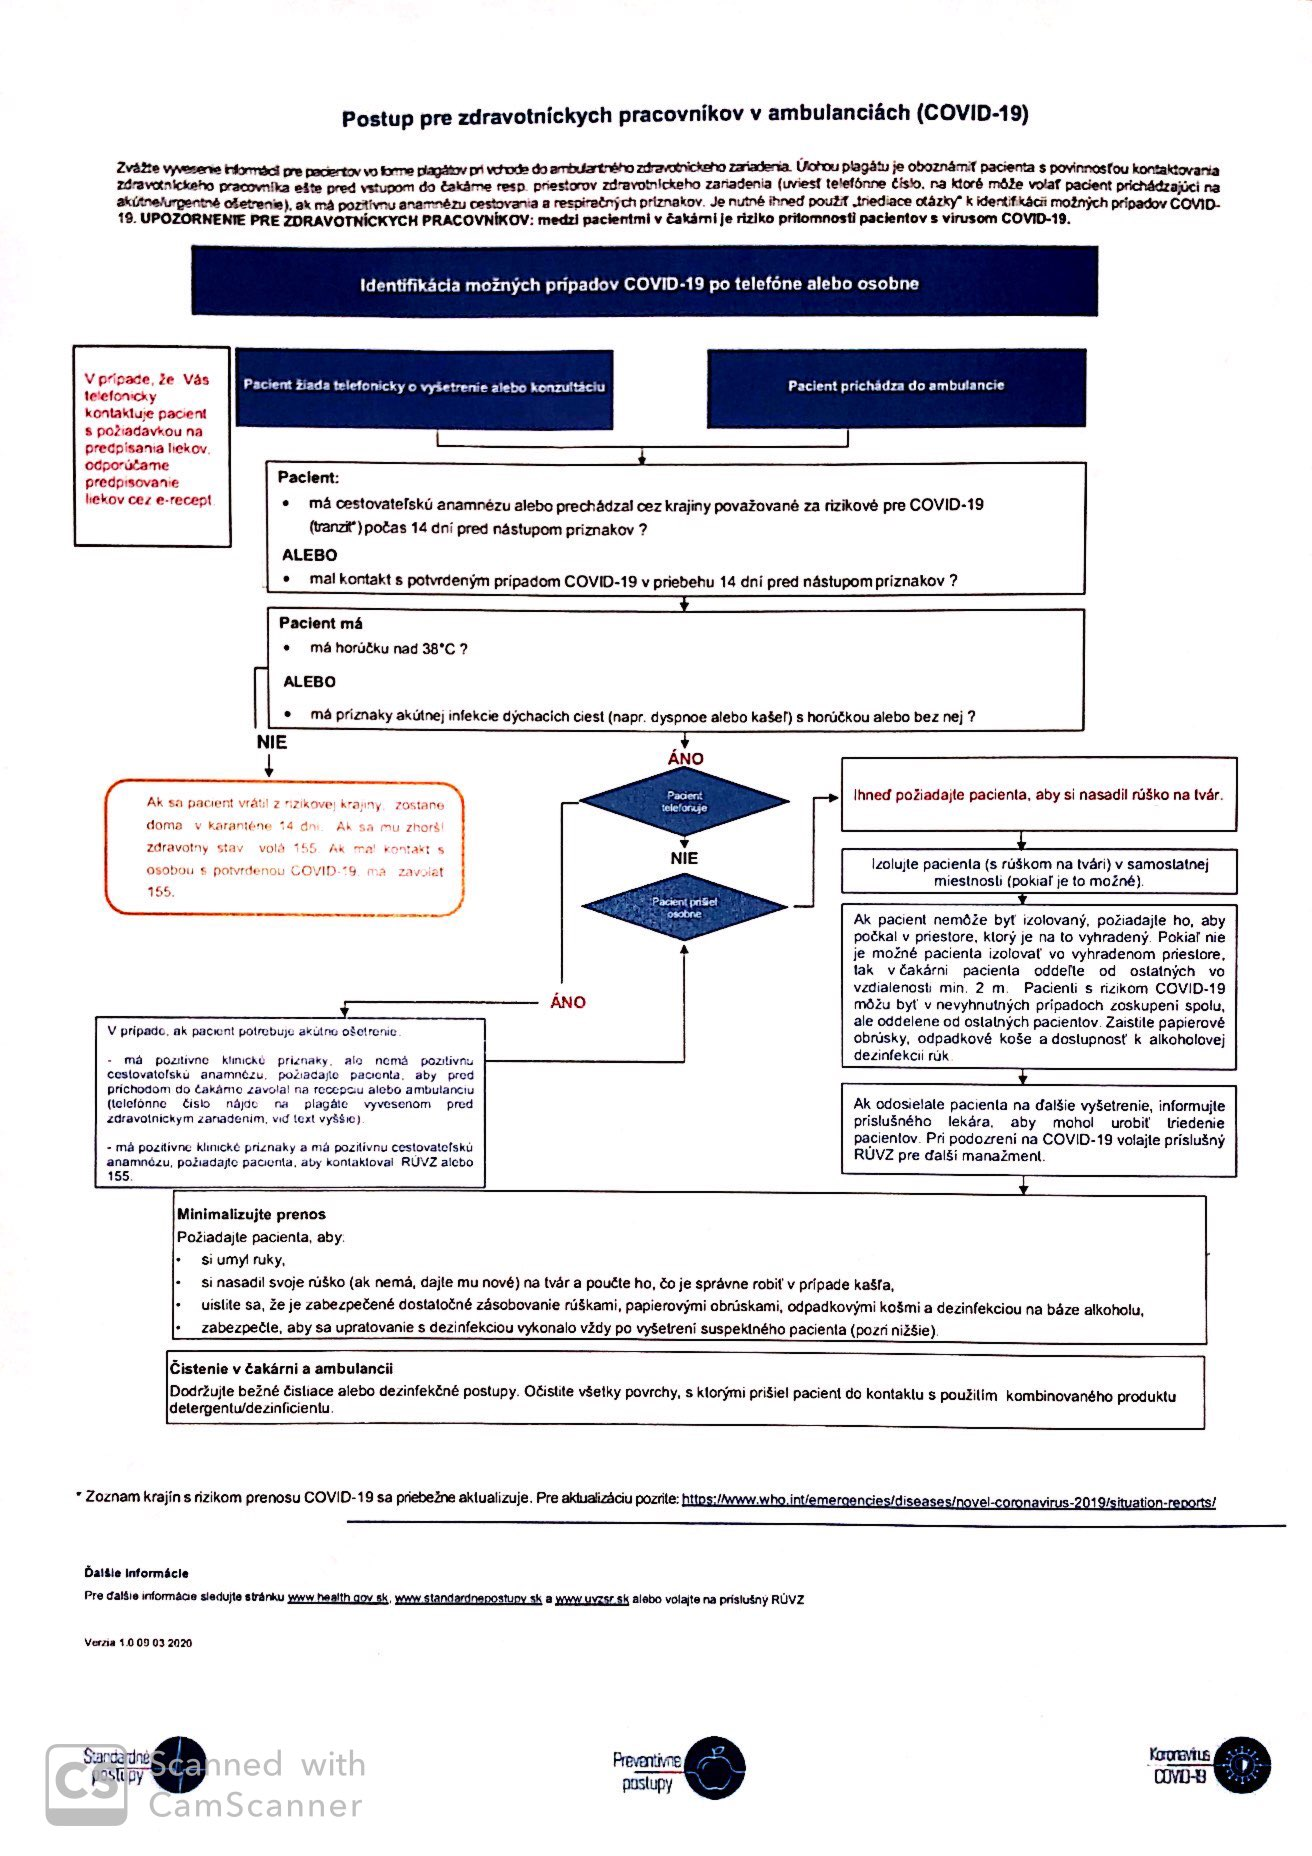 Postup pre zdravotníckych pracovníkov v ambulanciách (COVID-19)
Zvážte vyvesenie informácií pre pacientov vo forme plagátov pri vchode do ambulantného zdravotníckeho zariadenia. Úlohou plagátu je oboznámiť pacienta s povinnosťou kontaktovania
zdravotníckeho pracovníka ešte pred vstupom do čakárne resp. priestorov zdravotníckeho zariadenia (uviesť telefónne číslo, na ktoré môže volať pacient prichádzajúci na
akútne/urgentné ošetrenie), ak má pozitívnu anamnézu cestovania a respiračných príznakov. Je nutné ihneď použiť „triediace otázky“ k identifikácii možných prípadov COVID-
19. UPOZORNENIE PRE ZDRAVOTNÍCKYCH PRACOVNÍKOV: medzi pacientmi v čakárni je riziko prítomnosti pacientov s vírusom COVID-19.
Identifikácia možných prípadov COVID-19 po telefóne alebo osobne
V prípade, že Vás
telefonicky
kontaktuje pacient
s požiadavkou na
predpísania liekov,
odporúčame
predpisovanie
liekov cez e-recept
Pacient žiada telefonicky o vyšetrenie alebo konzultáciu
Pacient prichádza do ambulancie
Pacient:
• má cestovateľskú anamnézu alebo prechádzal cez krajiny považované za rizikové pre COVID-19
(tranzit*) počas 14 dní pred nástupom príznakov ?
ALEBO
• mal kontakt s potvrdeným prípadom COVID-19 v priebehu 14 dní pred nástupom príznakov ?
Pacient má
• má horúčku nad 38°C ?
ALEBO
• má príznaky akútnej infekcie dýchacích ciest (napr. dyspnoe alebo kašeľ) s horúčkou alebo bez nej ?
NIE
ÁNO
Ak sa pacient vrátil z rizikovej krajiny, zostane
doma v karanténe 14 dní. Ak sa mu zhorší
zdravotný stav volá 155. Ak mal kontakt s
osobou s potvrdenou COVID-19, má zavolať
155.
Pacient
telefonuje
NIE
Pacient prišiel
osobne
ÁNO
Ihneď požiadajte pacienta, aby si nasadil rúško na tvár.
Izolujte pacienta (s rúškom na tvári) v samostatnej
miestnosti (pokiaľ je to možné).
Ak pacient nemôže byť izolovaný, požiadajte ho, aby
počkal v priestore, ktorý je na to vyhradený. Pokiaľ nie
je možné pacienta izolovať vo vyhradenom priestore,
tak v čakárni pacienta oddeľte od ostatných vo
vzdialenosti min. 2 m. Pacienti s rizikom COVID-19
môžu byť v nevyhnutných prípadoch zoskupení spolu,
ale oddelene od ostatných pacientov. Zaistite papierové
obrúsky, odpadkové koše a dostupnosť k alkoholovej
dezinfekcii rúk.
Ak odosielate pacienta na ďalšie vyšetrenie, informujte
príslušného lekára, aby mohol urobiť triedenie
pacientov. Pri podozrení na COVID-19 volajte príslušný
RÚVZ pre ďalší manažment.
V prípade, ak pacient potrebuje akútne ošetrenie:
- má pozitívne klinické príznaky, ale nemá pozitívnu
cestovateľskú anamnézu, požiadajte pacienta, aby pred
príchodom do čakárne zavolal na recepciu alebo ambulanciu
(telefónne číslo nájde na plagáte vyvesenom pred
zdravotníckym zariadením, viď text vyššie).
- má pozitívne klinické príznaky a má pozitívnu cestovateľskú
anamnézu, požiadajte pacienta, aby kontaktoval RÚVZ alebo
155.
Minimalizujte prenos
Požiadajte pacienta, aby:
• si umyl ruky,
• si nasadil svoje rúško (ak nemá, dajte mu nové) na tvár a poučte ho, čo je správne robiť v prípade kašľa,
• uistite sa, že je zabezpečené dostatočné zásobovanie rúškami, papierovými obrúskami, odpadkovými košmi a dezinfekciou na báze alkoholu,
• zabezpečte, aby sa upratovanie s dezinfekciou vykonalo vždy po vyšetrení suspektného pacienta (pozri nižšie).
Čistenie v čakárni a ambulancii
Dodržujte bežné čistiace alebo dezinfekčné postupy. Očistite všetky povrchy, s ktorými prišiel pacient do kontaktu s použitím kombinovaného produktu
detergentu/dezinficientu.
* Zoznam krajín s rizikom prenosu COVID-19 sa priebežne aktualizuje. Pre aktualizáciu pozrite: https://www.who.int/emergencies/diseases/novel-coronavirus-2019/situation-reports/
Ďalšie informácie
Pre ďalšie informácie sledujte stránku www.health.gov.sk, www.standardnepostupy.sk a www.uvzsr.sk alebo volajte na príslušný RÚVZ
Verzia 1.0 09 03 2020
Štandardné
postupy
Preventívne
postupy
Koronavírus
COVID-19
CS
Scanned with
CamScanner